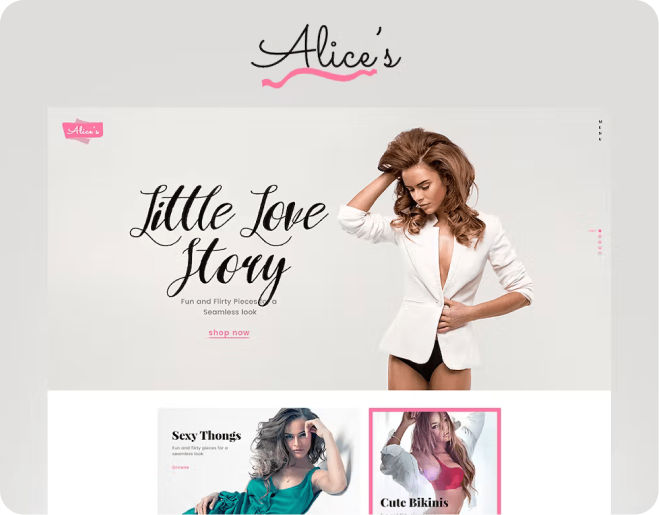 Alice's
Alice's
MENU
Little Love
Story
Fun and Flirty Pieces for a
Seamless look
shop now
Sexy Thongs
Fun and flirty pieces for a
seamless look
Cute Bikinis